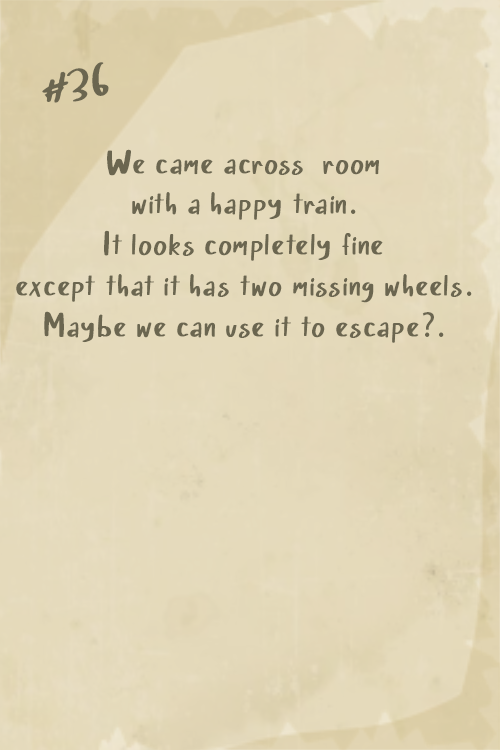 #36
We came across  room
with a happy train.
It looks completely fine
except that it has two missing wheels.
Maybe we can use it to escape?.